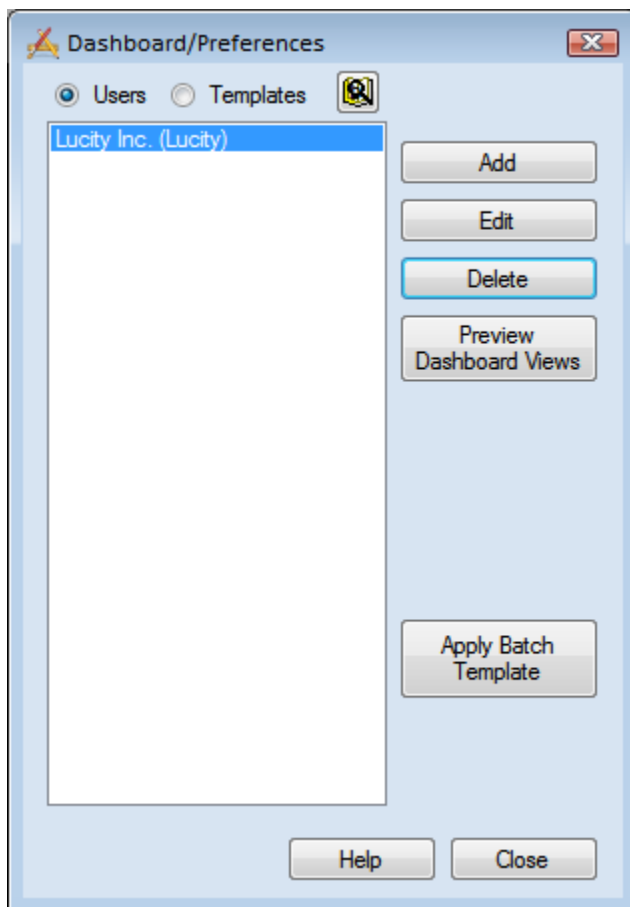 Dashboard/Preferences
Users Templates
Lucity Inc. (Lucity)
Add
Edit
Delete
Preview
Dashboard Views
Apply Batch
Template
Help Close